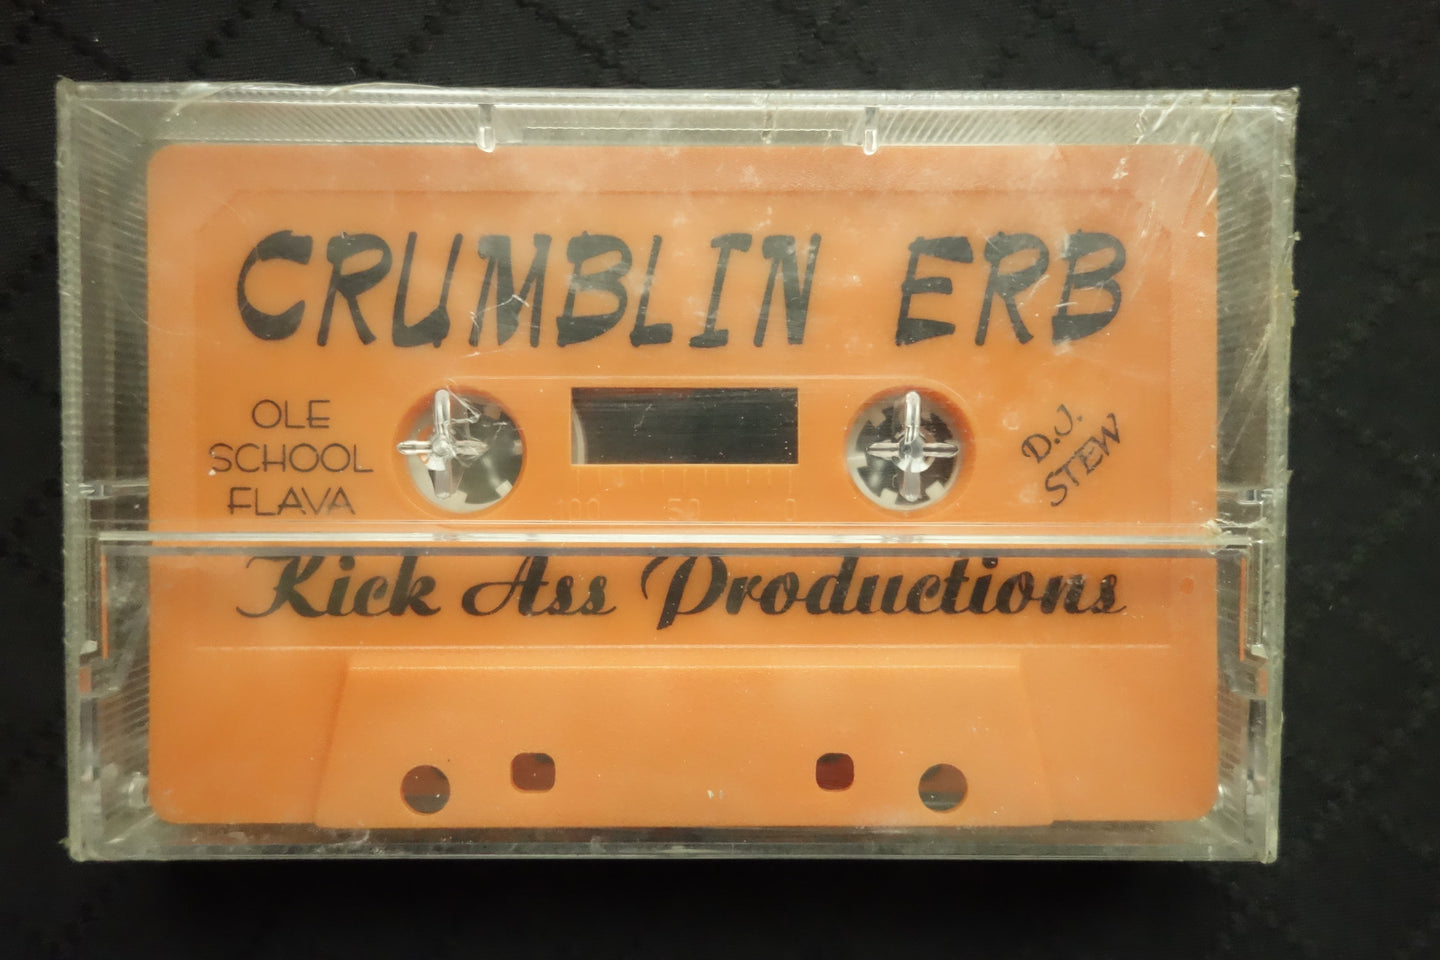 CRUMBLIN ERB
OLE
SCHOOL
FLAVA
D.J.
STEW
100 50 0
Kick Ass Productions